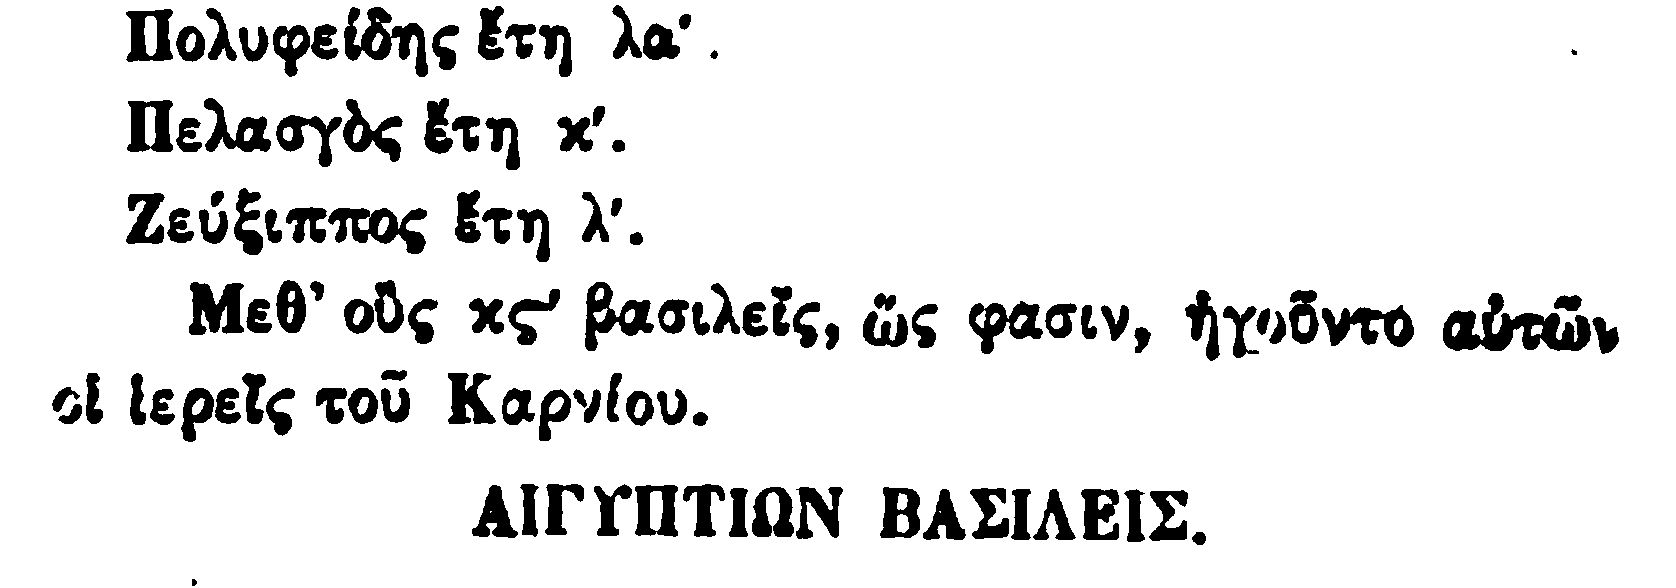 Πολυφείδης ἔτη λα΄.
Πελασγὸς ἔτη κ΄.
Ζεύξιππος ἔτη λ΄.
Μεθ’ οὓς κϛ΄ βασιλεῖς, ὥς φασιν, ἡγοῦντο αὐτῶν
οἱ ἱερεῖς τοῦ Καρνίου.
ΑΙΓΥΠΤΙΩΝ ΒΑΣΙΛΕΙΣ.